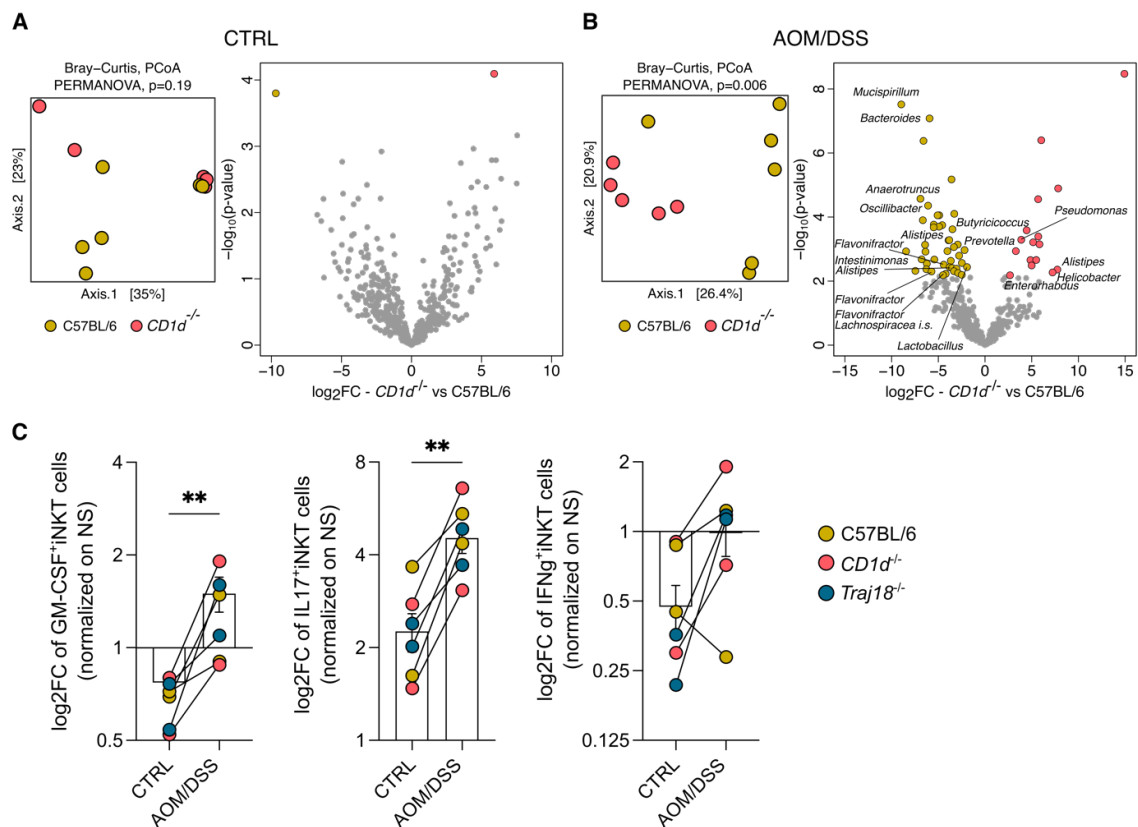 A
CTRL
Bray-Curtis, PCoA
PERMANOVA, p=0.19
Axis.2 [23%]
Axis.1 [35%]
C57BL/6 CD1d-/-
-log10(p-value)
4
3
2
1
0
-10 -5 0 5 10
log2FC - CD1d-/- vs C57BL/6
B
AOM/DSS
Bray-Curtis, PCoA
PERMANOVA, p=0.006
Axis.2 [20.9%]
Axis.1 [26.4%]
C57BL/6 CD1d-/-
-log10(p-value)
8
6
4
2
0
Mucispirillum
Bacteroides
Anaerotruncus
Oscillibacter
Butyricicoccus
Pseudomonas
Alistipes
Prevotella
Flavonifractor
Intestinimonas
Alistipes
Alistipes
Helicobacter
Enterorhabdus
Flavonifractor
Flavonifractor
Lachnospiracea i.s.
Lactobacillus
-15 -10 -5 0 5 10 15
log2FC - CD1d-/- vs C57BL/6
C
log2FC of GM-CSF+iNKT cells
(normalized on NS)
4
2
1
0.5
**
CTRL
AOM/DSS
log2FC of IL17+iNKT cells
(normalized on NS)
8
4
2
1
**
CTRL
AOM/DSS
log2FC of IFNg+iNKT cells
(normalized on NS)
2
1
0.5
0.25
0.125
CTRL
AOM/DSS
C57BL/6
CD1d-/-
Traj18-/-